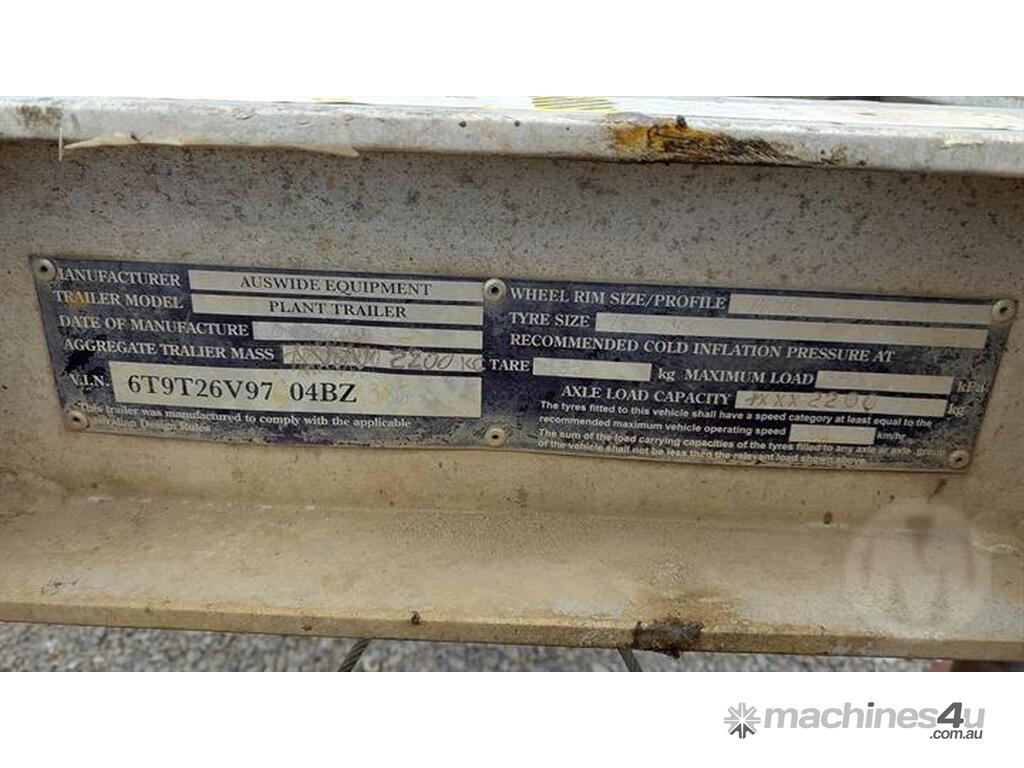 MANUFACTURER AUSWIDE EQUIPMENT
TRAILER MODEL PLANT TRAILER
DATE OF MANUFACTURE
AGGREGATE TRALIER MASS 2200 KG
V.I.N. 6T9T26V97 04BZ
This trailer was manufactured to comply with the applicable
Australian Design Rules
WHEEL RIM SIZE/PROFILE
TYRE SIZE
RECOMMENDED COLD INFLATION PRESSURE AT
TARE kg MAXIMUM LOAD kPa
AXLE LOAD CAPACITY XXXX 2200 kg
The tyres fitted to this vehicle shall have a speed category at least equal to the
recommended maximum vehicle operating speed km/hr
The sum of the load carrying capacities of the tyres filled to any axle or axle group
of the vehicle shall not be less then the relevant load shown above
machines4u
.com.au